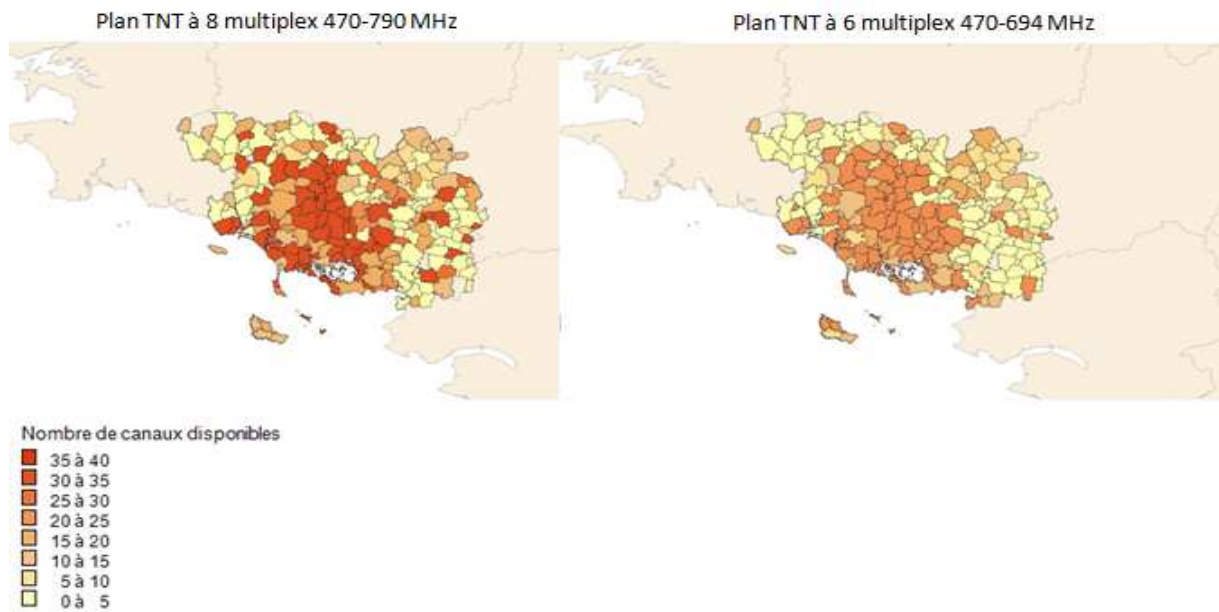 Plan TNT à 8 multiplex 470-790 MHz
Plan TNT à 6 multiplex 470-694 MHz
Nombre de canaux disponibles
35 à 40
30 à 35
25 à 30
20 à 25
15 à 20
10 à 15
5 à 10
0 à 5